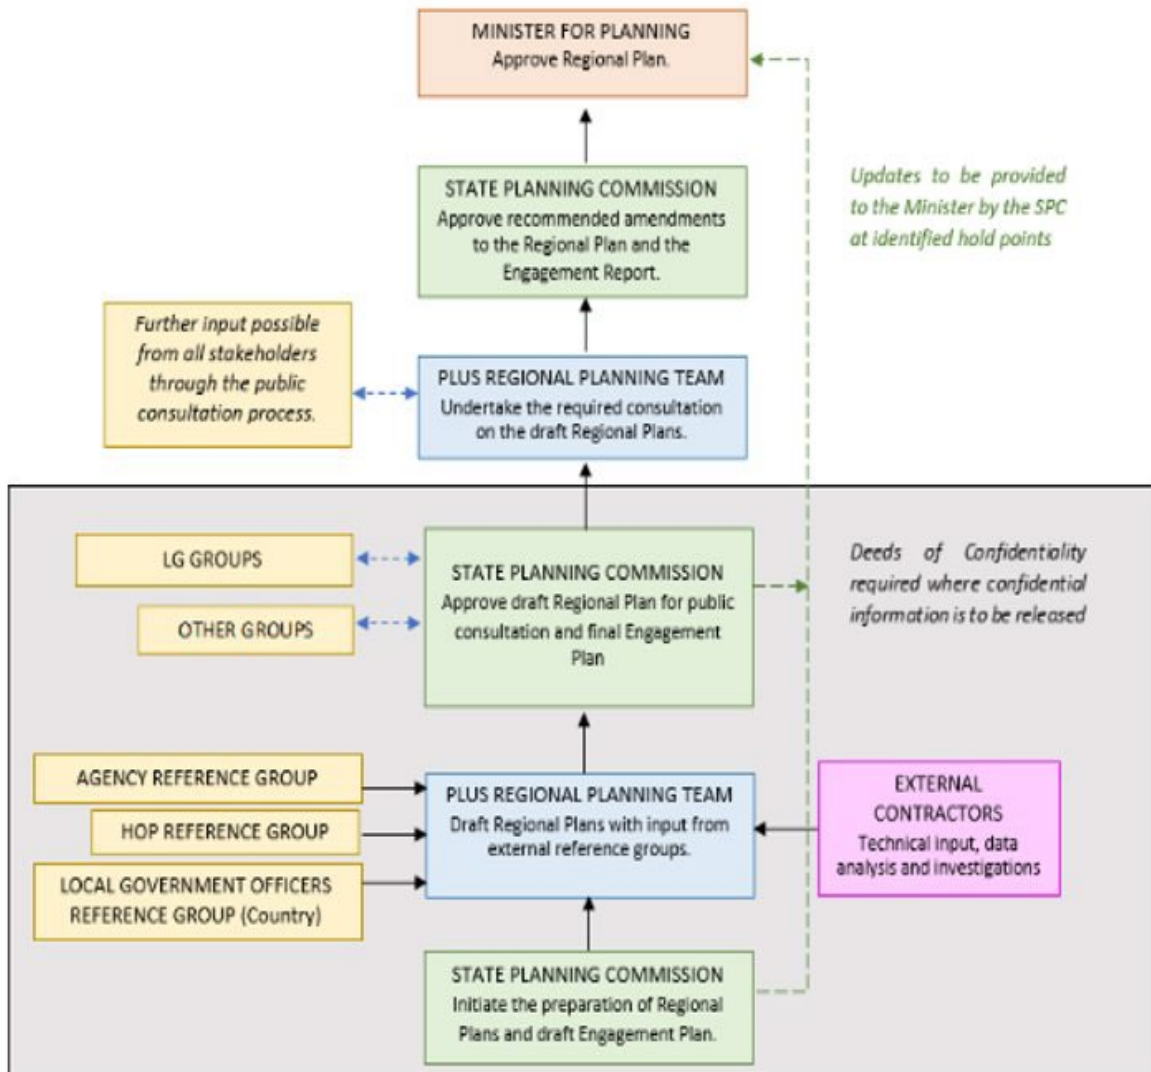 MINISTER FOR PLANNING
Approve Regional Plan.
STATE PLANNING COMMISSION
Approve recommended amendments
to the Regional Plan and the
Engagement Report.
Updates to be provided
to the Minister by the SPC
at identified hold points
Further input possible
from all stakeholders
through the public
consultation process.
PLUS REGIONAL PLANNING TEAM
Undertake the required consultation
on the draft Regional Plans.
LG GROUPS
OTHER GROUPS
STATE PLANNING COMMISSION
Approve draft Regional Plan for public
consultation and final Engagement
Plan
Deeds of Confidentiality
required where confidential
information is to be released
AGENCY REFERENCE GROUP
HOP REFERENCE GROUP
LOCAL GOVERNMENT OFFICERS
REFERENCE GROUP (Country)
PLUS REGIONAL PLANNING TEAM
Draft Regional Plans with input from
external reference groups.
EXTERNAL
CONTRACTORS
Technical input, data
analysis and investigations
STATE PLANNING COMMISSION
Initiate the preparation of Regional
Plans and draft Engagement Plan.